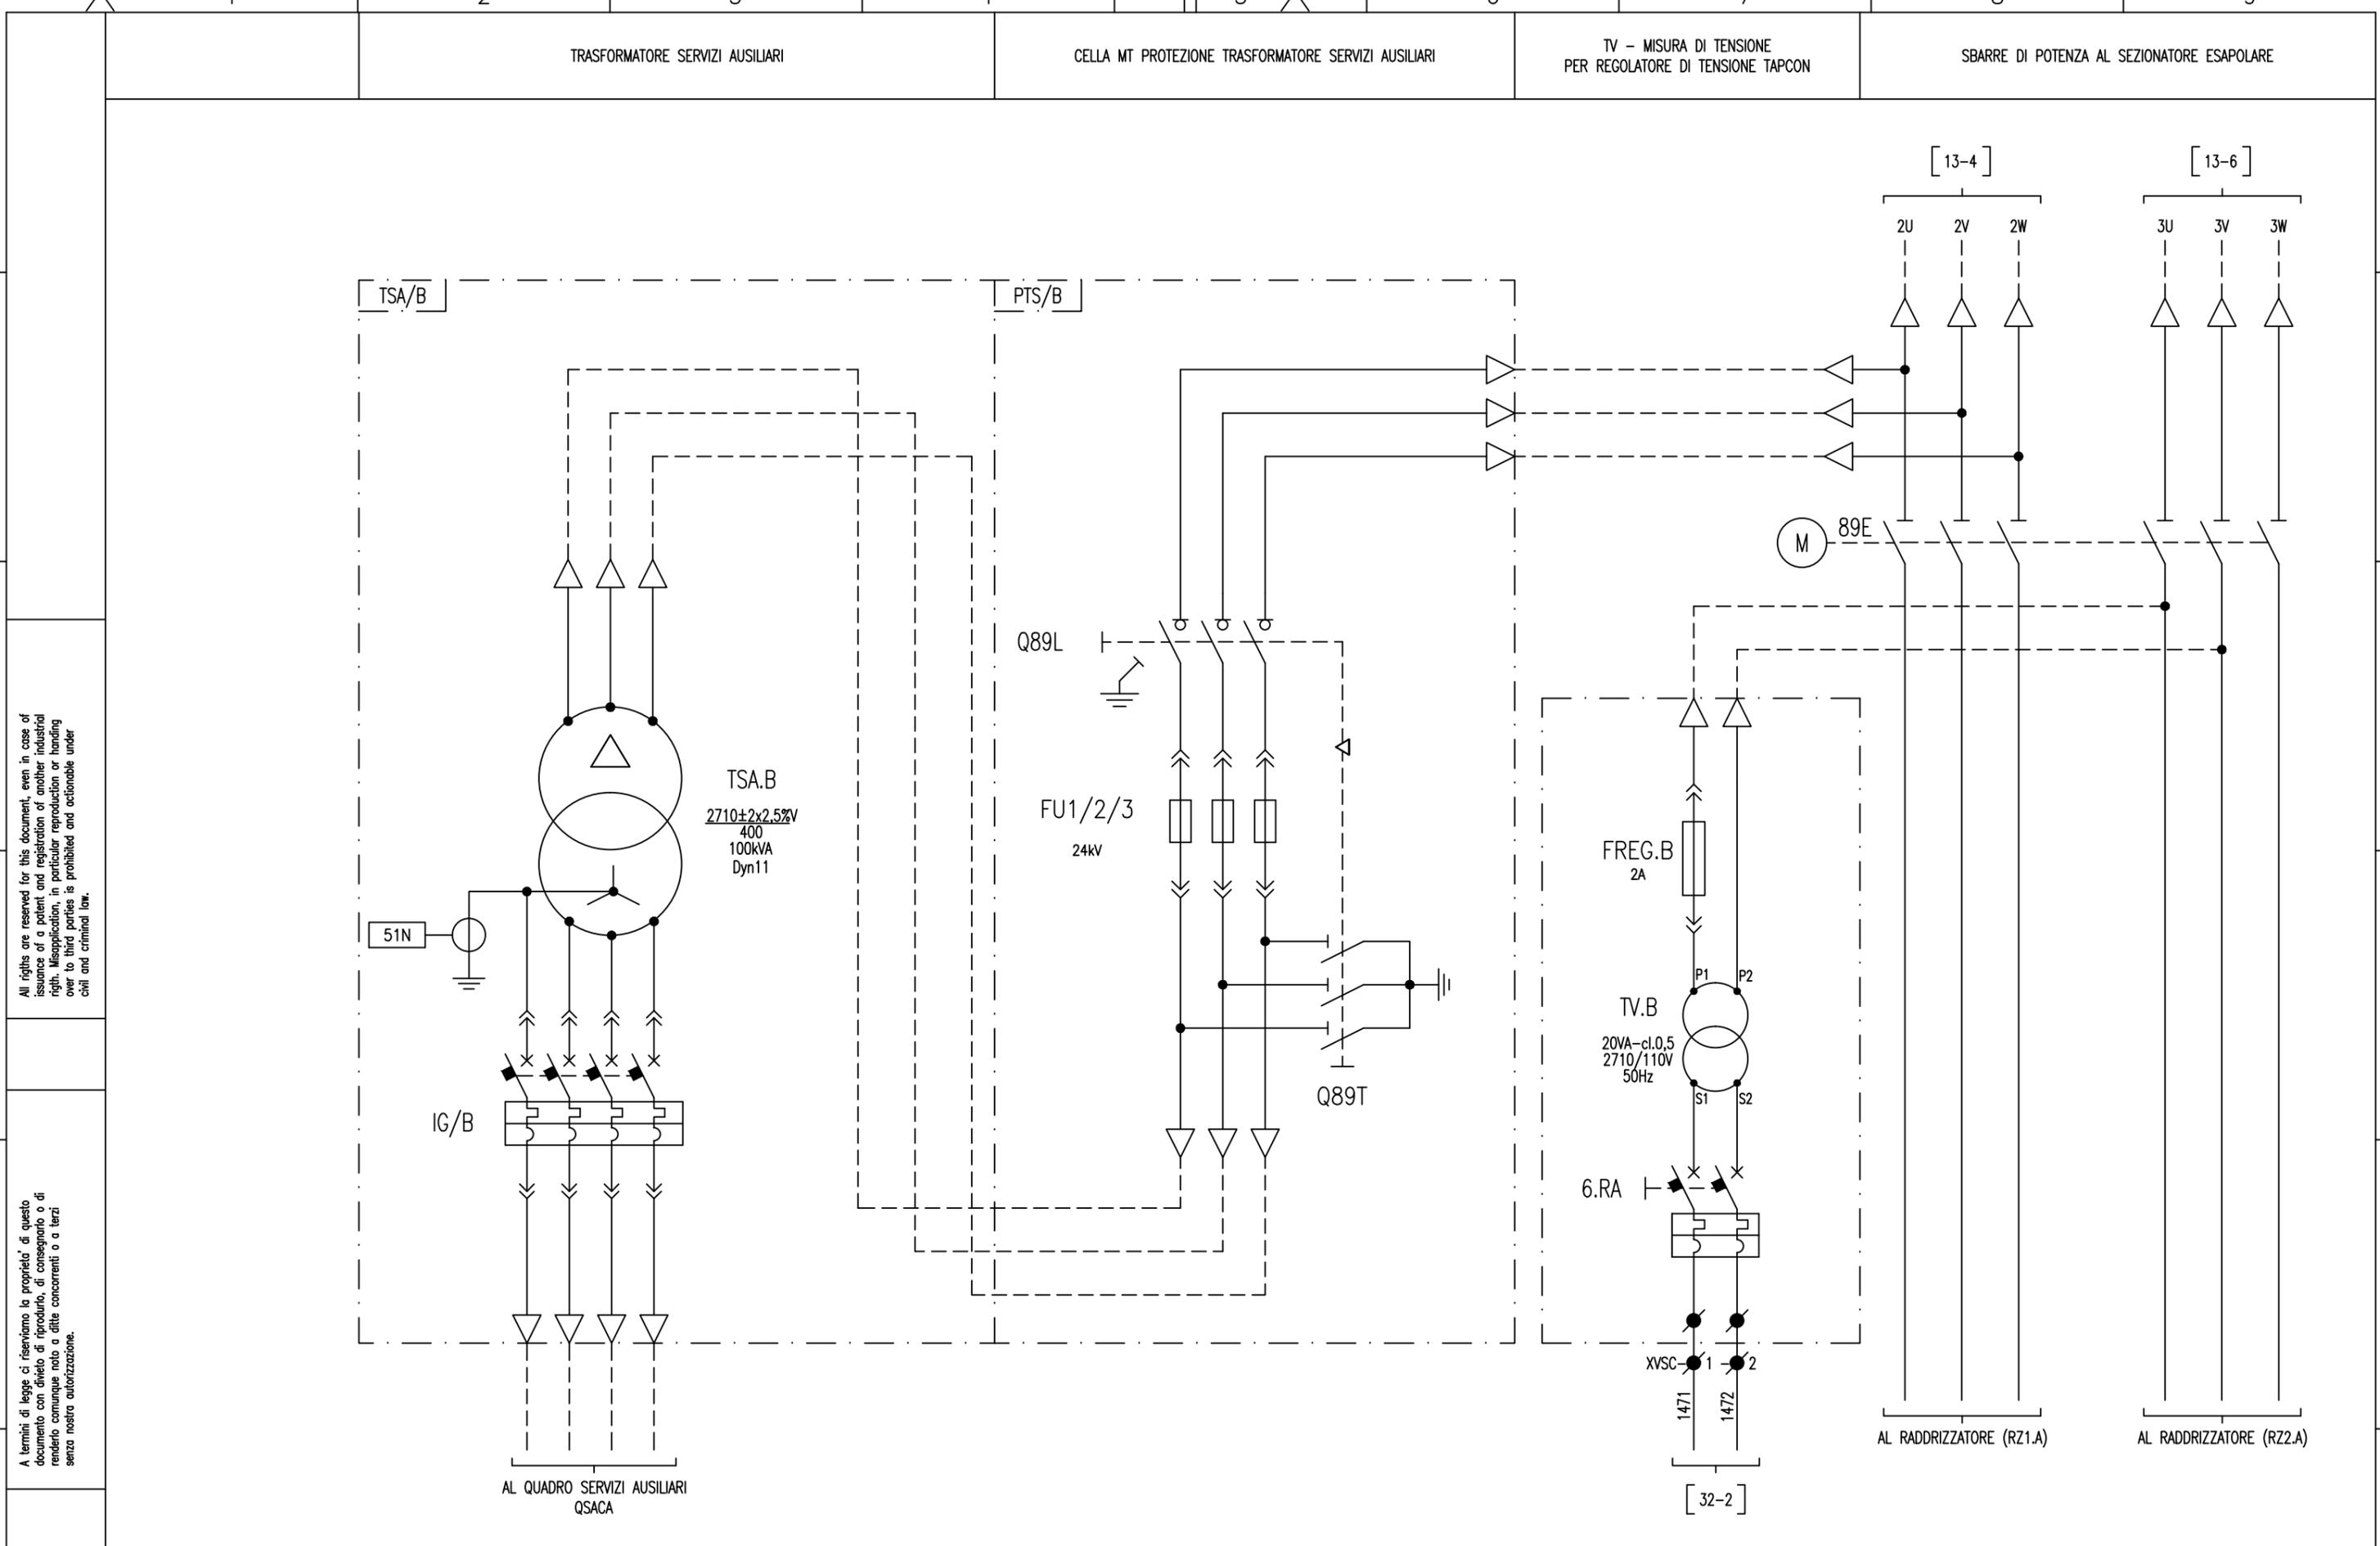 TRASFORMATORE SERVIZI AUSILIARI
CELLA MT PROTEZIONE TRASFORMATORE SERVIZI AUSILIARI
TV - MISURA DI TENSIONE
PER REGOLATORE DI TENSIONE TAPCON
SBARRE DI POTENZA AL SEZIONATORE ESAPOLARE
13-4
13-6
2U 2V 2W
3U 3V 3W
TSA/B
PTS/B
89E
M
Q89L
TSA.B
2710±2x2,5%V
400
100kVA
Dyn11
FU1/2/3
24kV
FREG.B
2A
51N
P1 P2
TV.B
20VA-cl.0,5
2710/110V
50Hz
S1 S2
Q89T
IG/B
6.RA
XVSC 1 2
1471
1472
32-2
AL RADDRIZZATORE (RZ1.A)
AL RADDRIZZATORE (RZ2.A)
AL QUADRO SERVIZI AUSILIARI
QSACA
All rigths are reserved for this document, even in case of
issuance of a patent and registration of another industrial
rigth. Misapplication, in particular reproduction or handing
over to third parties is prohibited and actionable under
civil and criminal law.
A termini di legge ci riserviamo la proprieta' di questo
documento con divieto di riprodurlo, di consegnarlo o di
renderlo comunque noto a ditte concorrenti o a terzi
senza nostra autorizzazione.